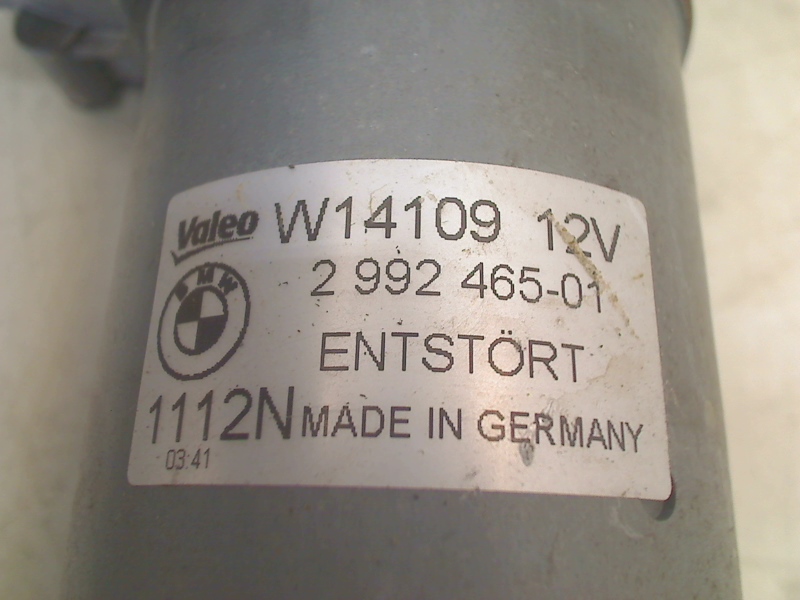 Valeo W14109 12V
BMW 2 992 465-01
ENTSTÖRT
1112N MADE IN GERMANY
03:41